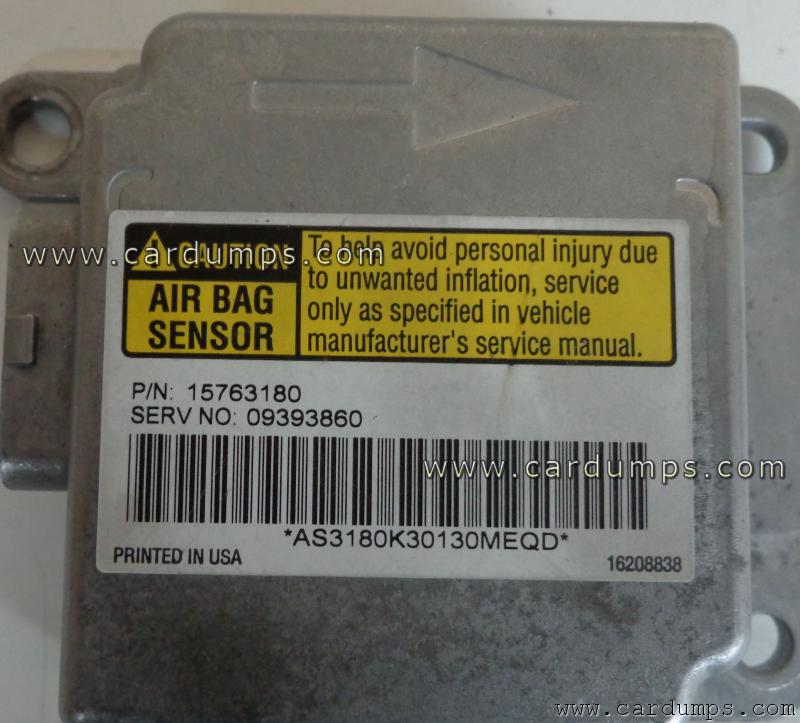 CAUTION
AIR BAG
SENSOR
To help avoid personal injury due
to unwanted inflation, service
only as specified in vehicle
manufacturer's service manual.
www.cardumps.com
P/N: 15763180
SERV NO: 09393860
www.cardumps.com
*AS3180K30130MEQD*
PRINTED IN USA
16208838
www.cardumps.com